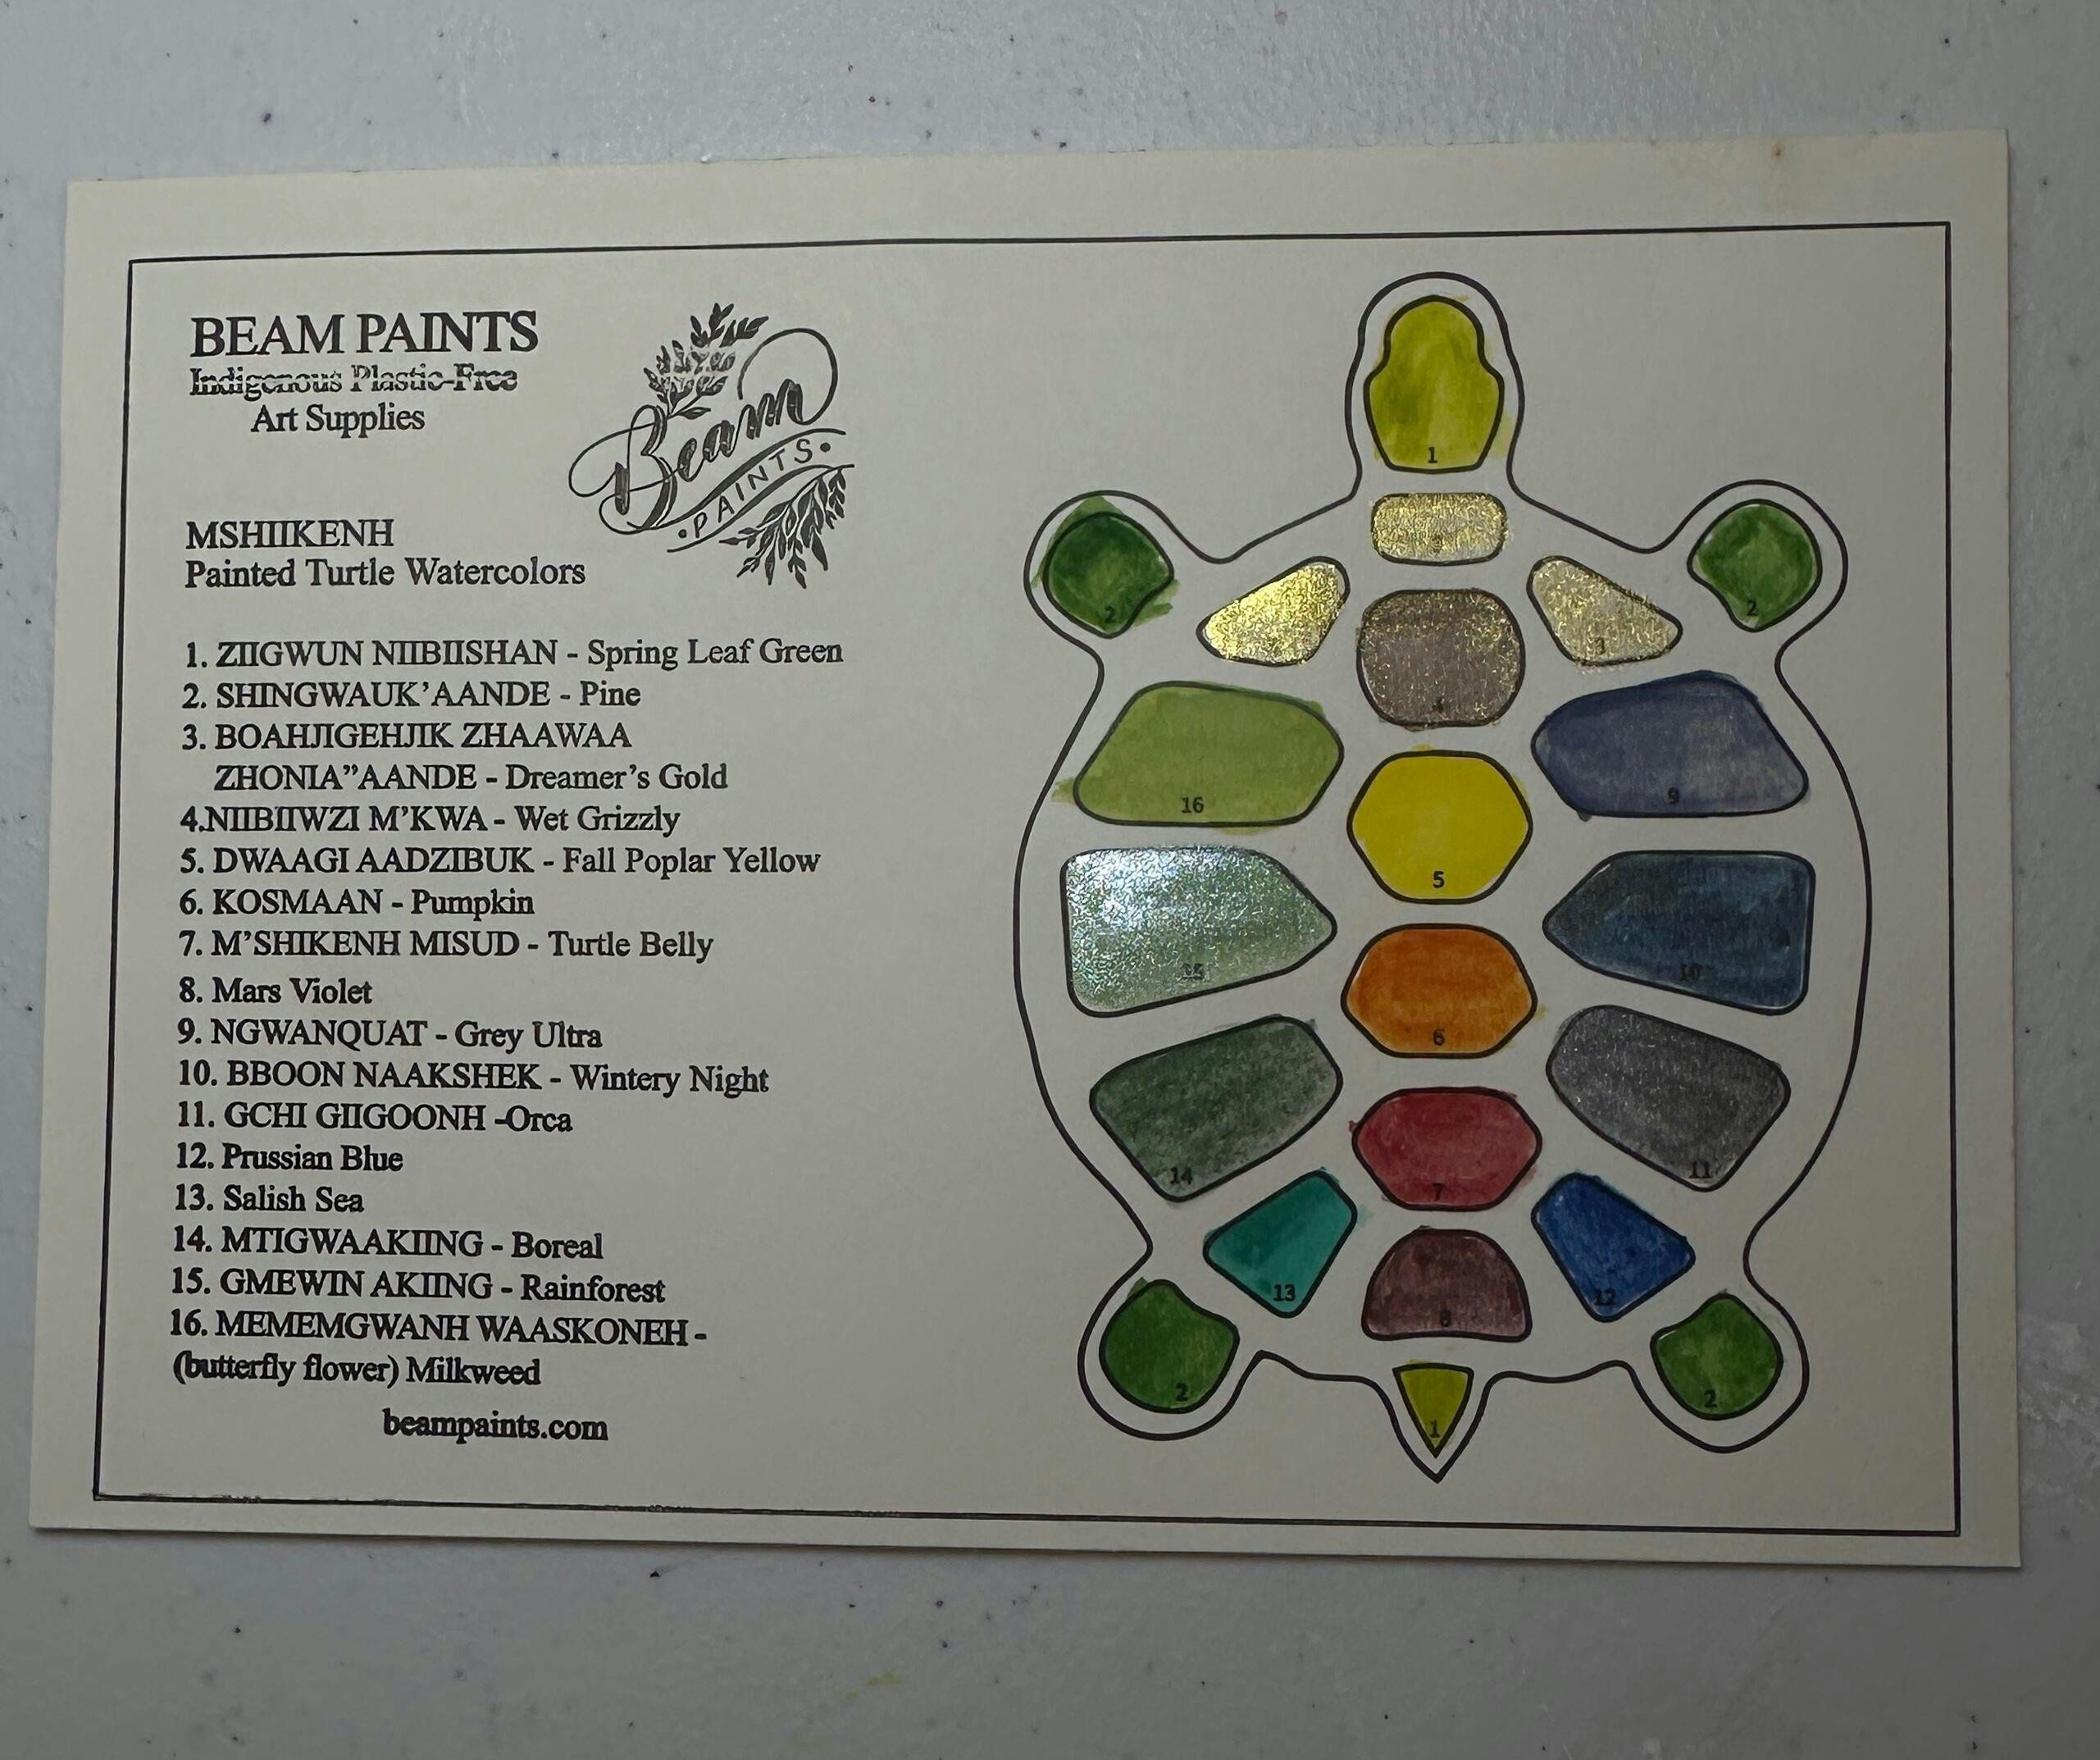 BEAM PAINTS
Indigenous Plastic-Free
Art Supplies
Beam
·PAINTS·
MSHIIKENH
Painted Turtle Watercolors
1. ZIIGWUN NIIBIISHAN - Spring Leaf Green
2. SHINGWAUK’AANDE - Pine
3. BOAHJIGEHJIK ZHAAWAA
ZHONIA”AANDE - Dreamer’s Gold
4.NIIBIIWZI M’KWA - Wet Grizzly
5. DWAAGI AADZIBUK - Fall Poplar Yellow
6. KOSMAAN - Pumpkin
7. M’SHIKENH MISUD - Turtle Belly
8. Mars Violet
9. NGWANQUAT - Grey Ultra
10. BBOON NAAKSHEK - Wintery Night
11. GCHI GIIGOONH -Orca
12. Prussian Blue
13. Salish Sea
14. MTIGWAAKIING - Boreal
15. GMEWIN AKIING - Rainforest
16. MEMEMGWANH WAASKONEH -
(butterfly flower) Milkweed
beampaints.com
1
2
2
3
4
16
9
5
15
10
6
14
11
7
13
12
8
2
2
1